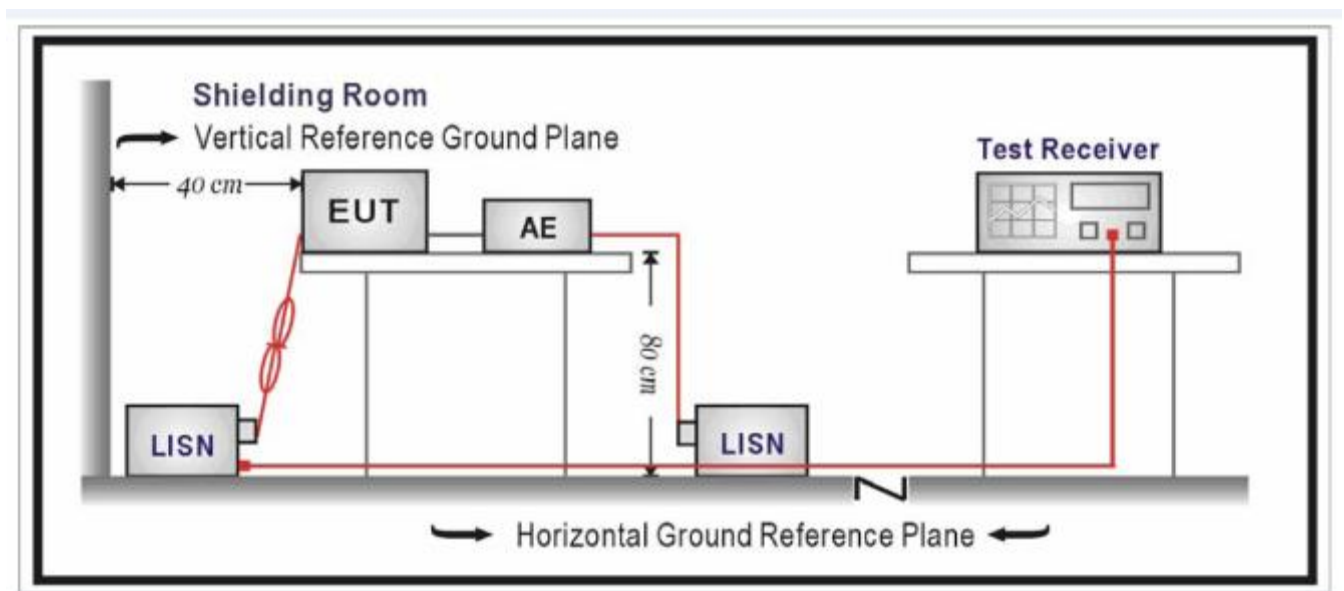 Shielding Room
Vertical Reference Ground Plane
Test Receiver
40 cm
EUT
AE
80 cm
LISN
LISN
Horizontal Ground Reference Plane